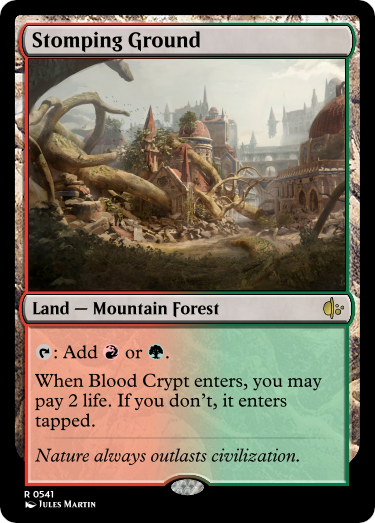 Stomping Ground
Land — Mountain Forest
: Add or .
When Blood Crypt enters, you may
pay 2 life. If you don't, it enters
tapped.
Nature always outlasts civilization.
R 0541
Jules Martin